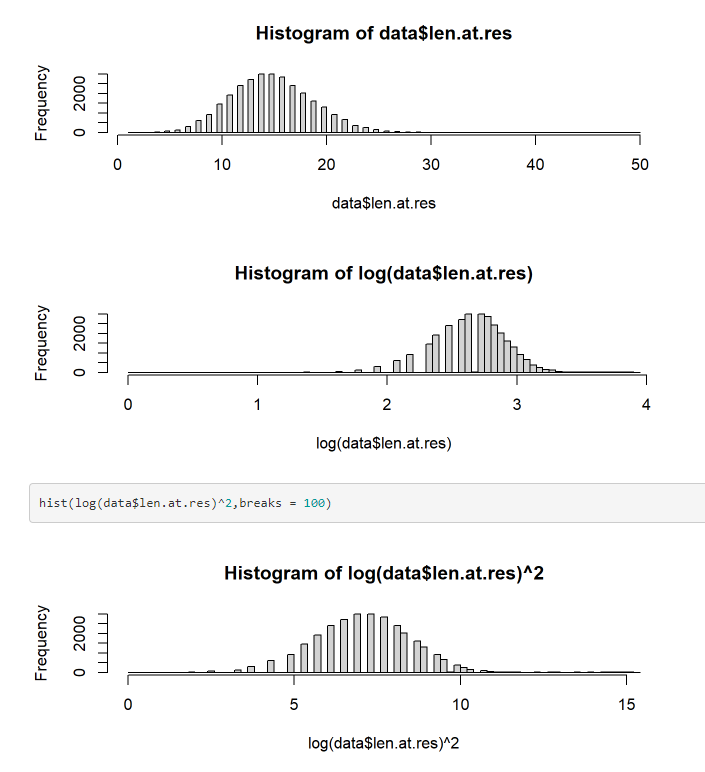 Histogram of data$len.at.res
Frequency
0 2000
0 10 20 30 40 50
data$len.at.res
Histogram of log(data$len.at.res)
Frequency
0 2000
0 1 2 3 4
log(data$len.at.res)
hist(log(data$len.at.res)^2,breaks = 100)
Histogram of log(data$len.at.res)^2
Frequency
0 2000
0 5 10 15
log(data$len.at.res)^2